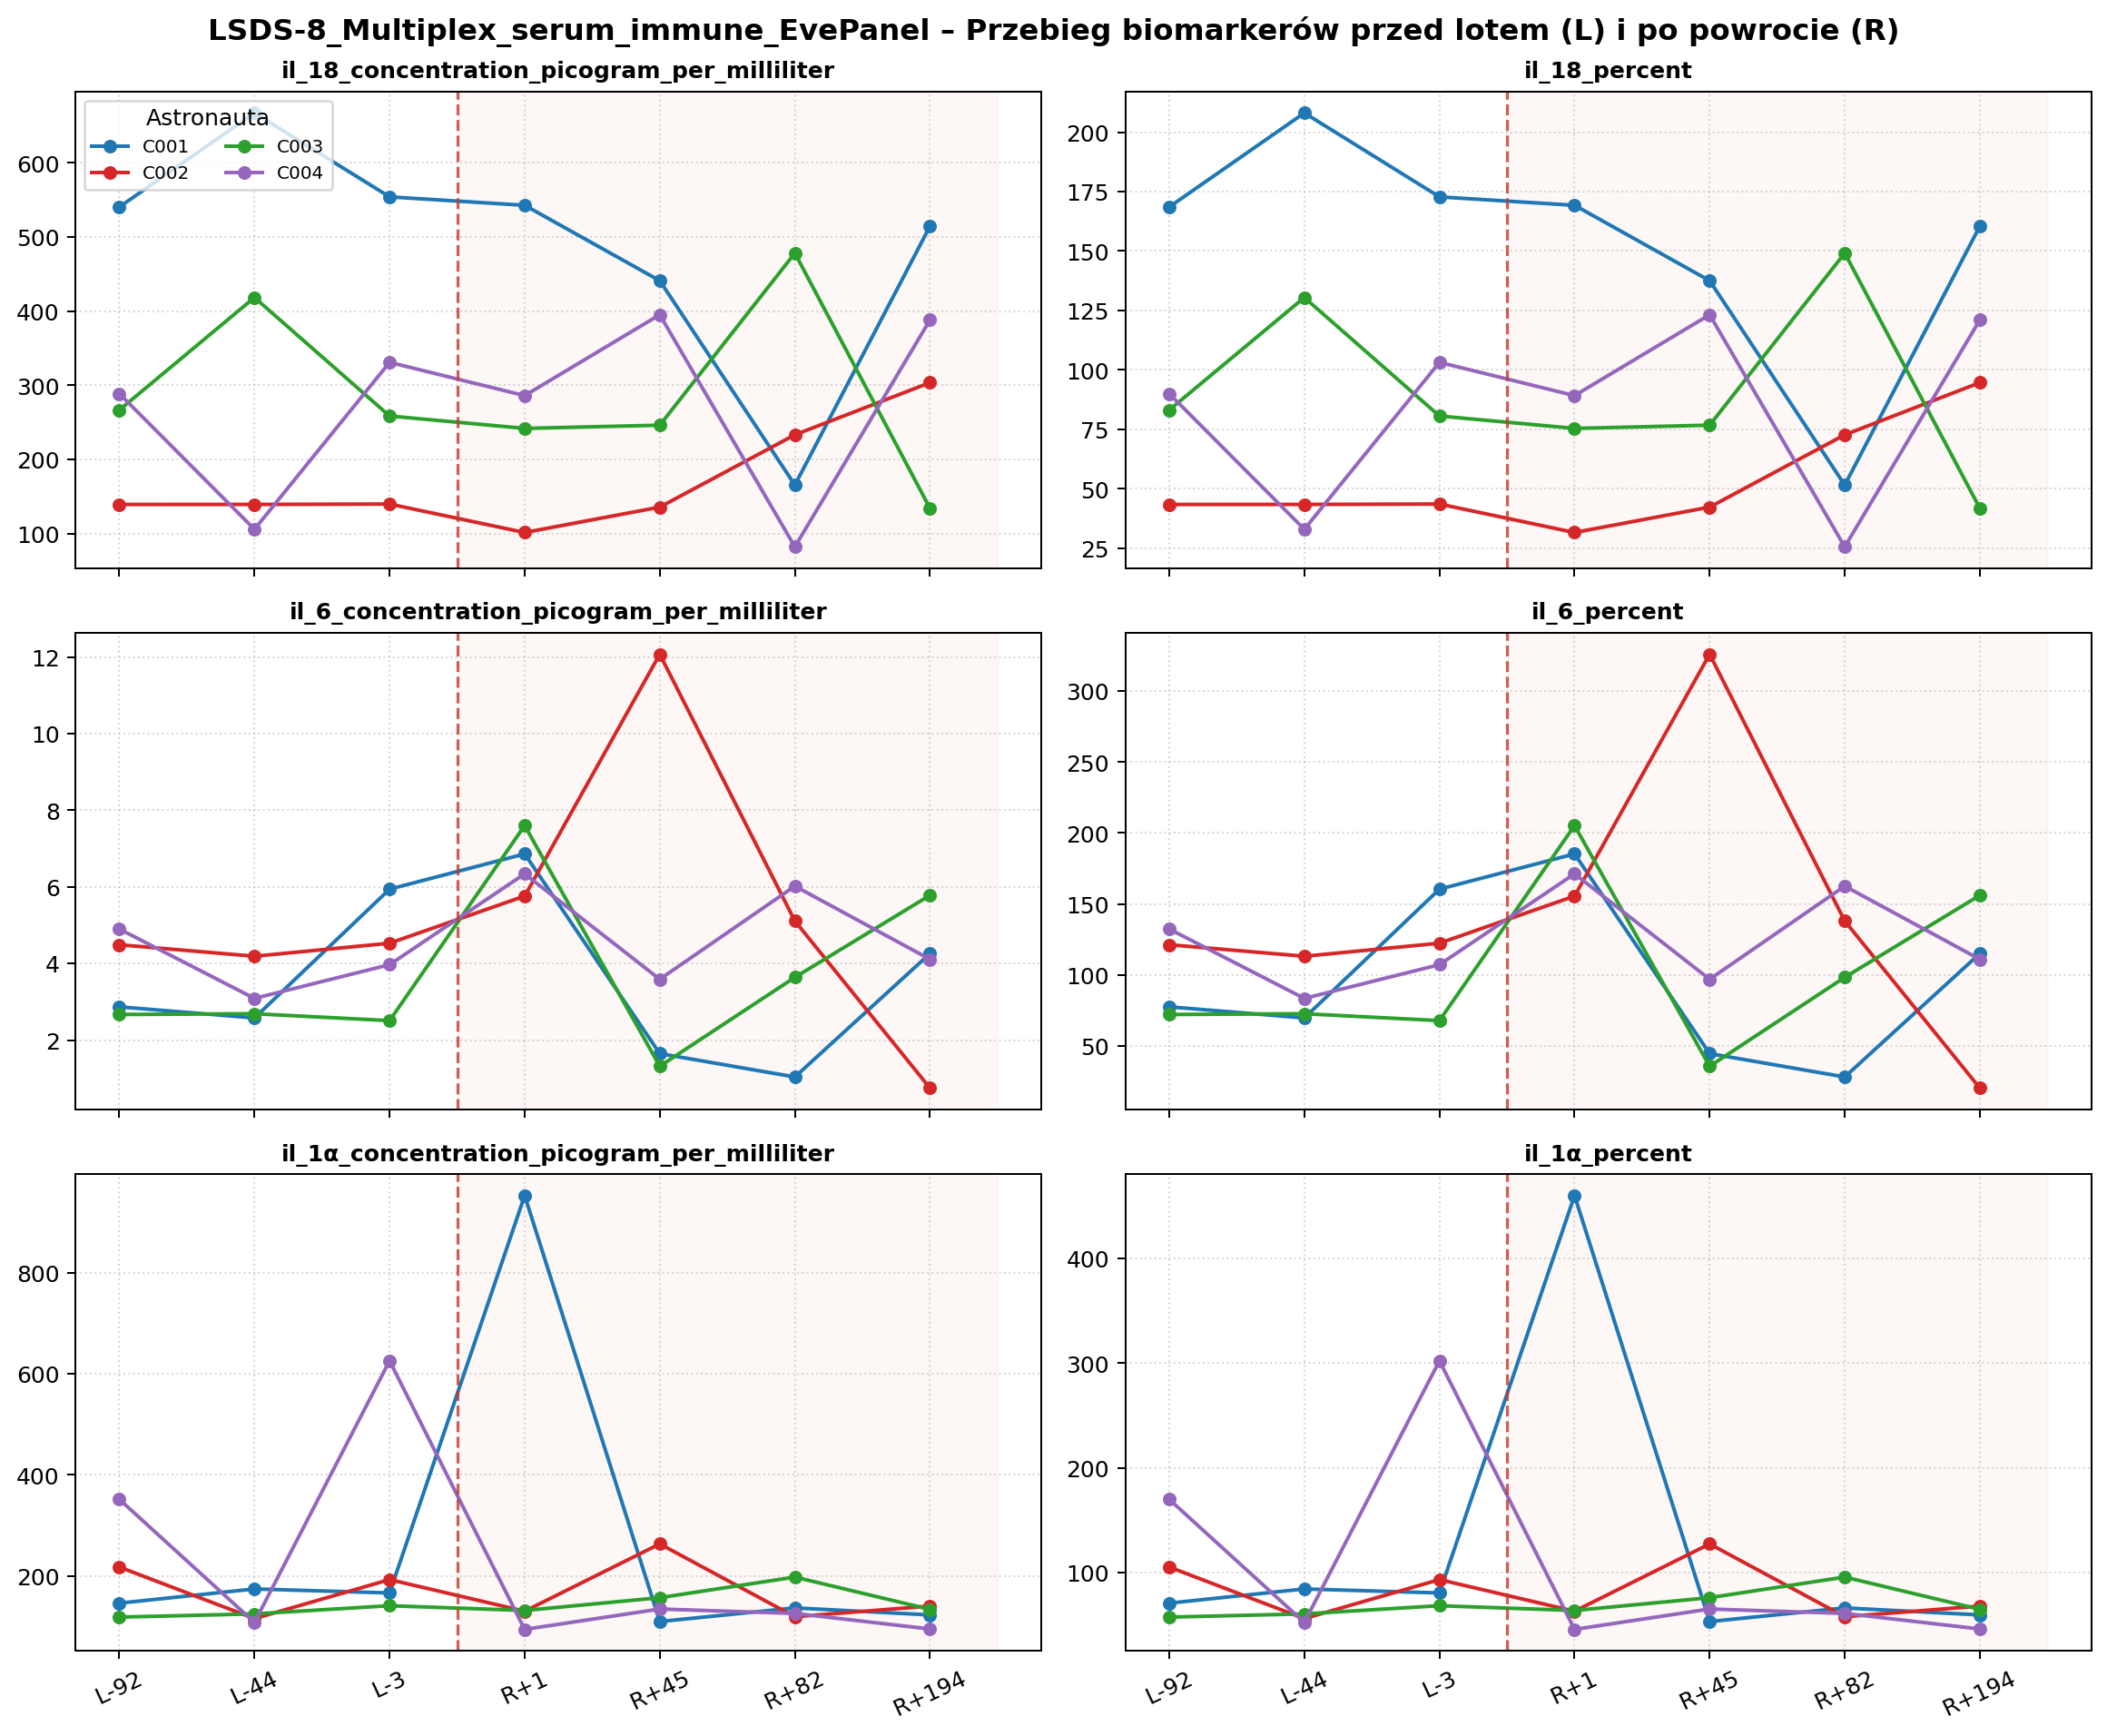 LSDS-8_Multiplex_serum_immune_EvePanel – Przebieg biomarkerów przed lotem (L) i po powrocie (R)
il_18_concentration_picogram_per_milliliter
il_18_percent
Astronauta
C001 C003
C002 C004
600
500
400
300
200
100
200
175
150
125
100
75
50
25
il_6_concentration_picogram_per_milliliter
il_6_percent
12
10
8
6
4
2
300
250
200
150
100
50
il_1α_concentration_picogram_per_milliliter
il_1α_percent
800
600
400
200
400
300
200
100
L-92 L-44 L-3 R+1 R+45 R+82 R+194
L-92 L-44 L-3 R+1 R+45 R+82 R+194